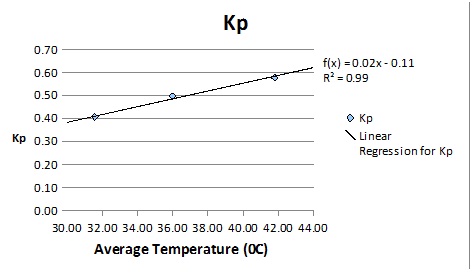 Kp
0.70
0.60
0.50
0.40
0.30
0.20
0.10
0.00
Kp
30.00 32.00 34.00 36.00 38.00 40.00 42.00 44.00
Average Temperature (0C)
f(x) = 0.02x - 0.11
R² = 0.99
Kp
Linear
Regression for Kp